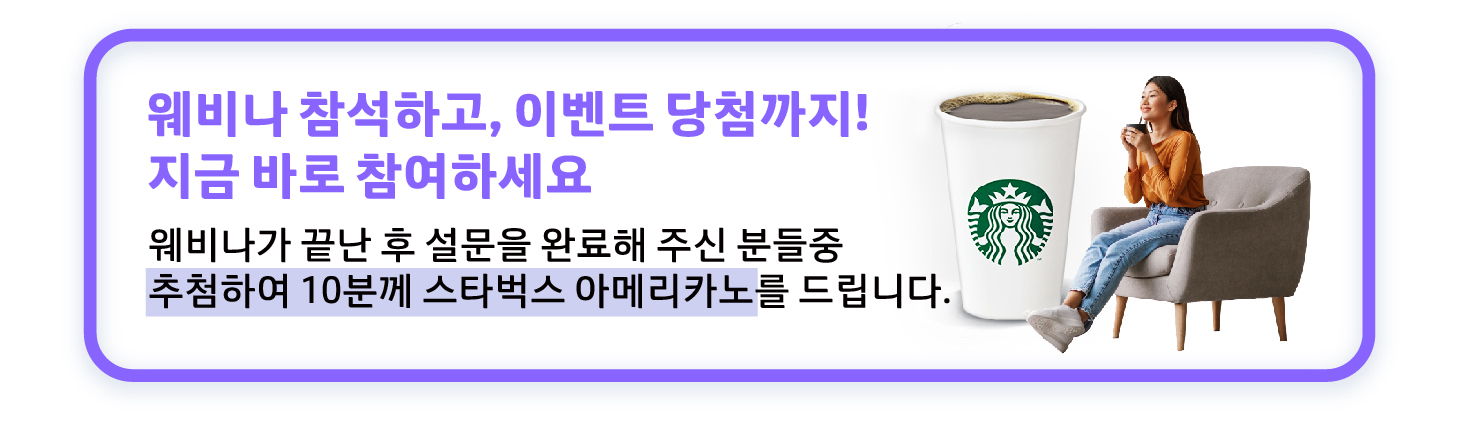 웨비나 참석하고, 이벤트 당첨까지!
지금 바로 참여하세요
웨비나가 끝난 후 설문을 완료해 주신 분들중
추첨하여 10분께 스타벅스 아메리카노를 드립니다.